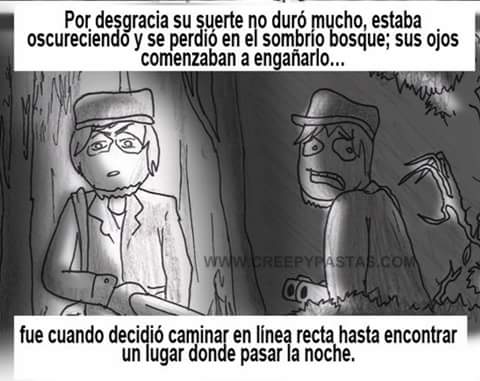 Por desgracia su suerte no duró mucho, estaba
oscureciendo y se perdió en el sombrío bosque; sus ojos
comenzaban a engañarlo...
WWW.CREEPYPASTAS.COM
fue cuando decidió caminar en línea recta hasta encontrar
un lugar donde pasar la noche.